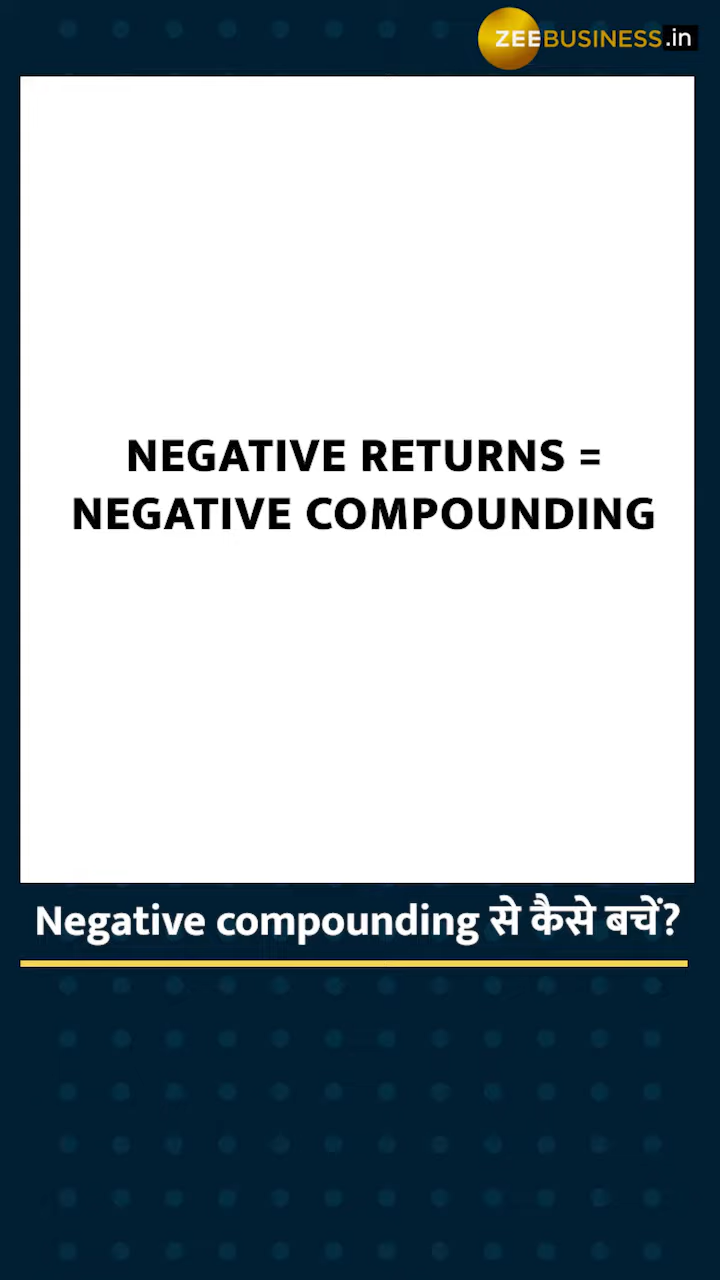 ZEEBUSINESS.in
NEGATIVE RETURNS =
NEGATIVE COMPOUNDING
Negative compounding से कैसे बचें?